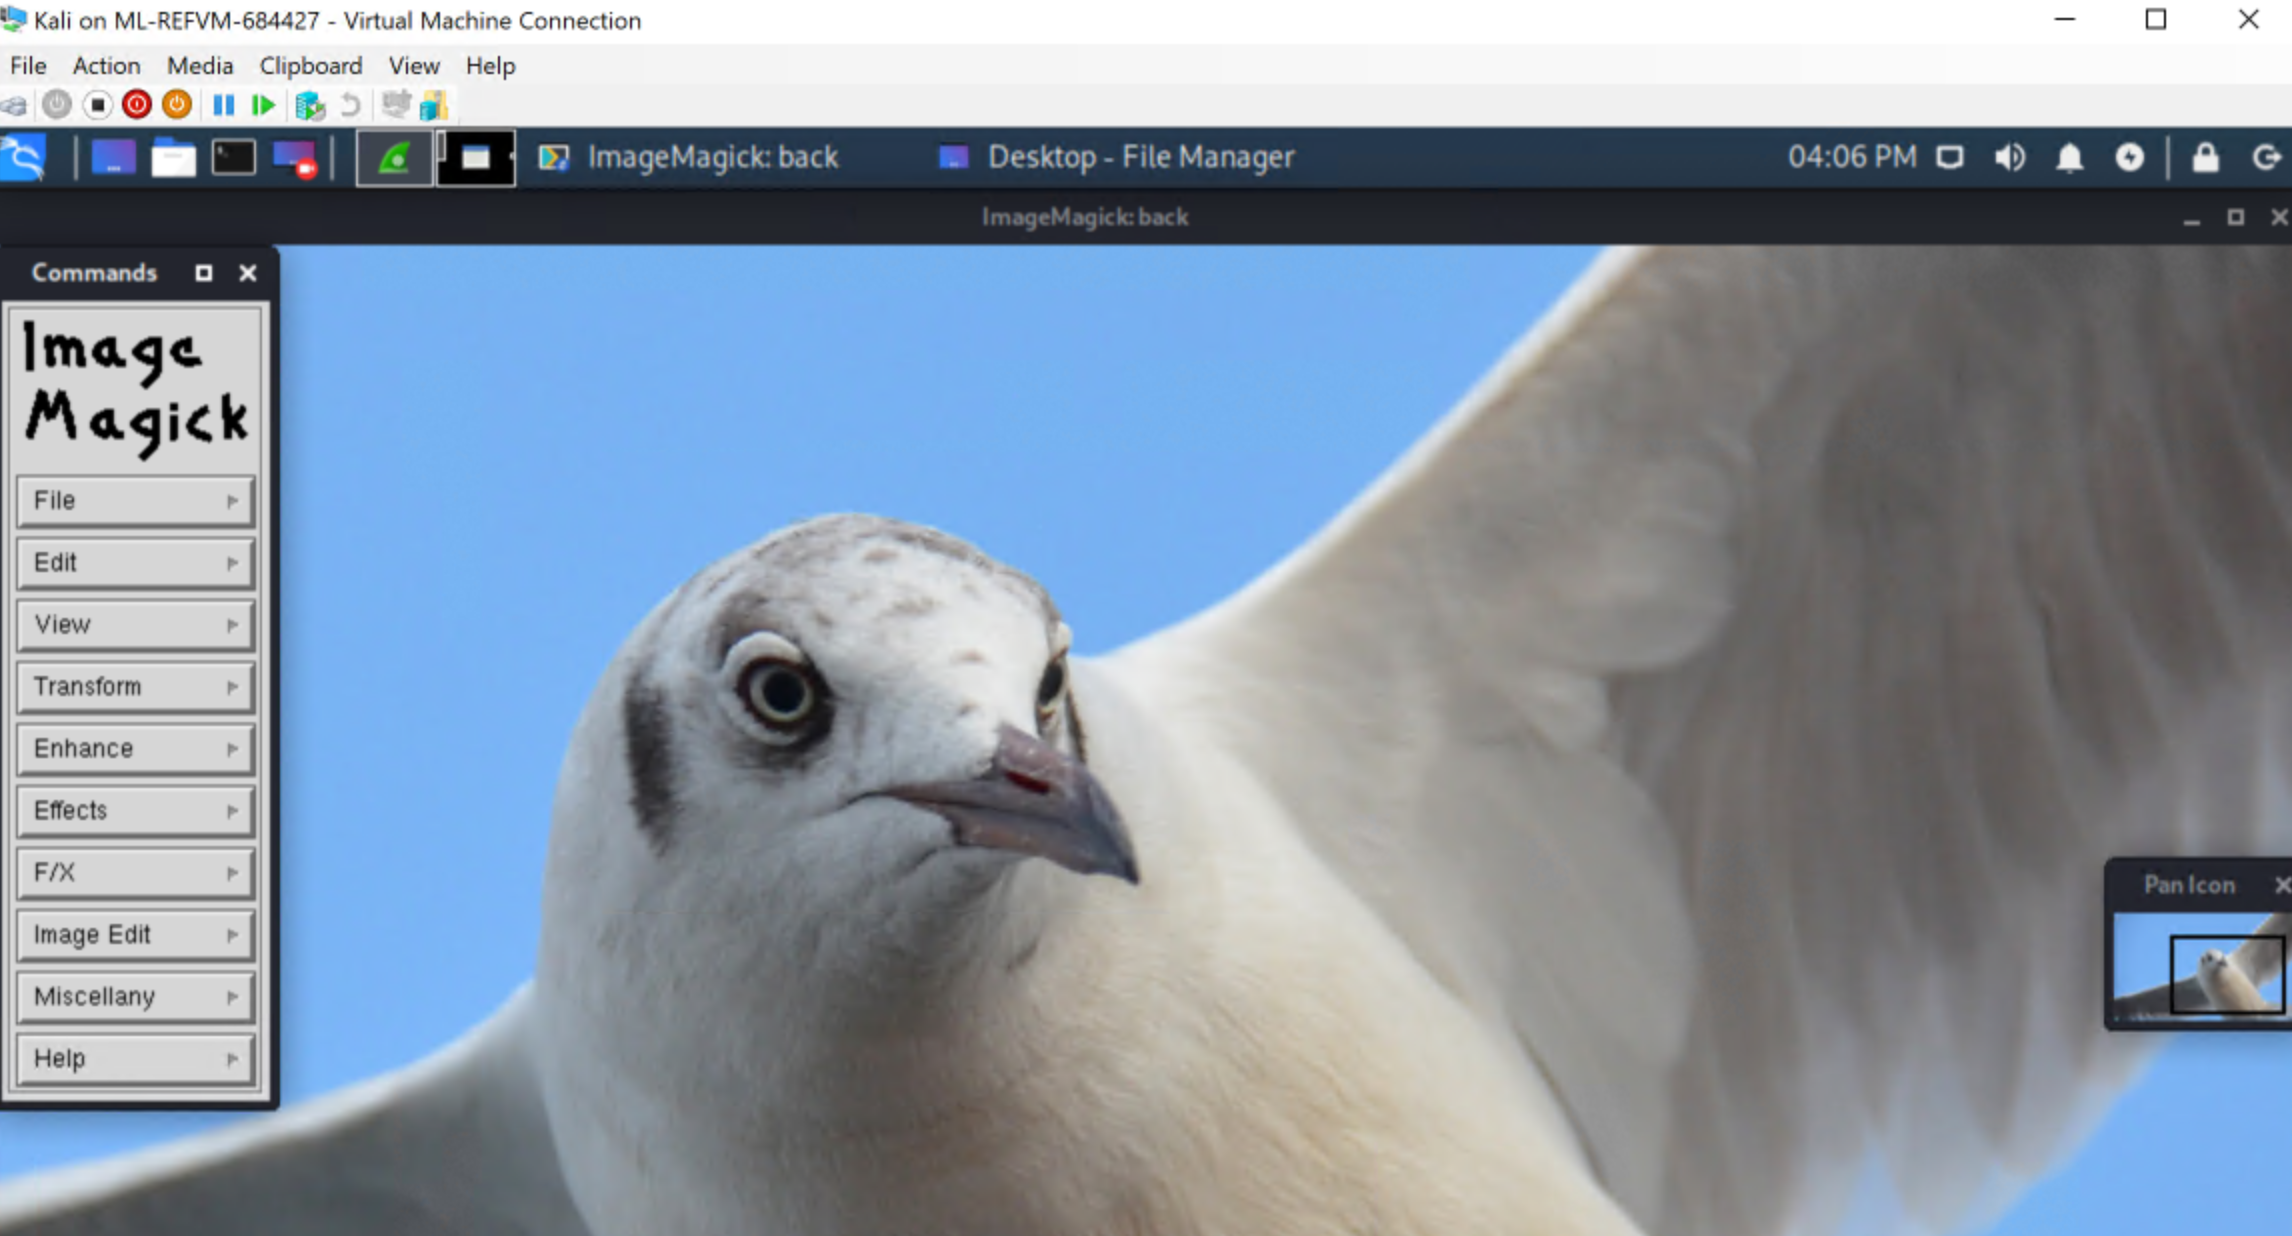 Kali on ML-REFVM-684427 - Virtual Machine Connection
File Action Media Clipboard View Help
ImageMagick: back
Desktop - File Manager
04:06 PM
ImageMagick: back
Commands
Image
Magick
File
Edit
View
Transform
Enhance
Effects
F/X
Image Edit
Miscellany
Help
Pan Icon